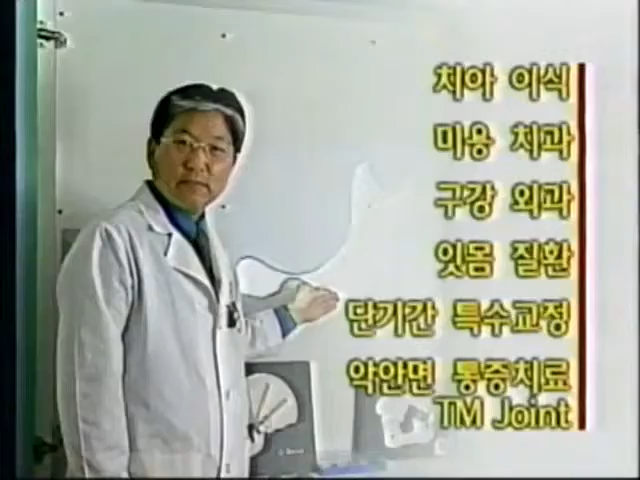 치아 이식
미용 치과
구강 외과
잇몸 질환
단기간 특수교정
악안면 통증치료
TM Joint